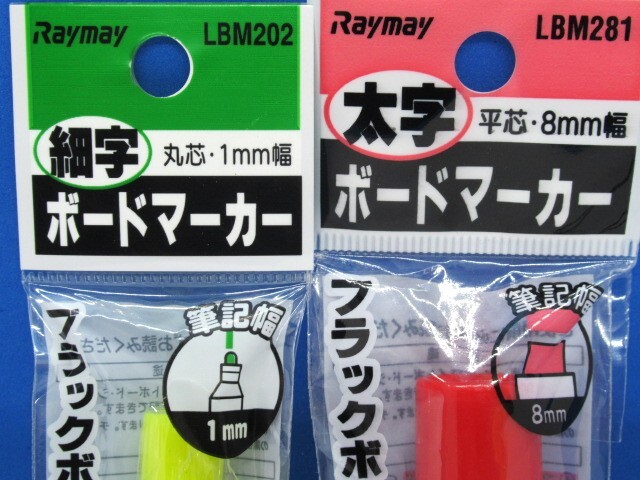 Raymay LBM202
細字 丸芯・1mm幅
ボードマーカー
筆記幅
1mm
ブラックボ
Raymay LBM281
太字 平芯・8mm幅
ボードマーカー
筆記幅
8mm
ブラックボ